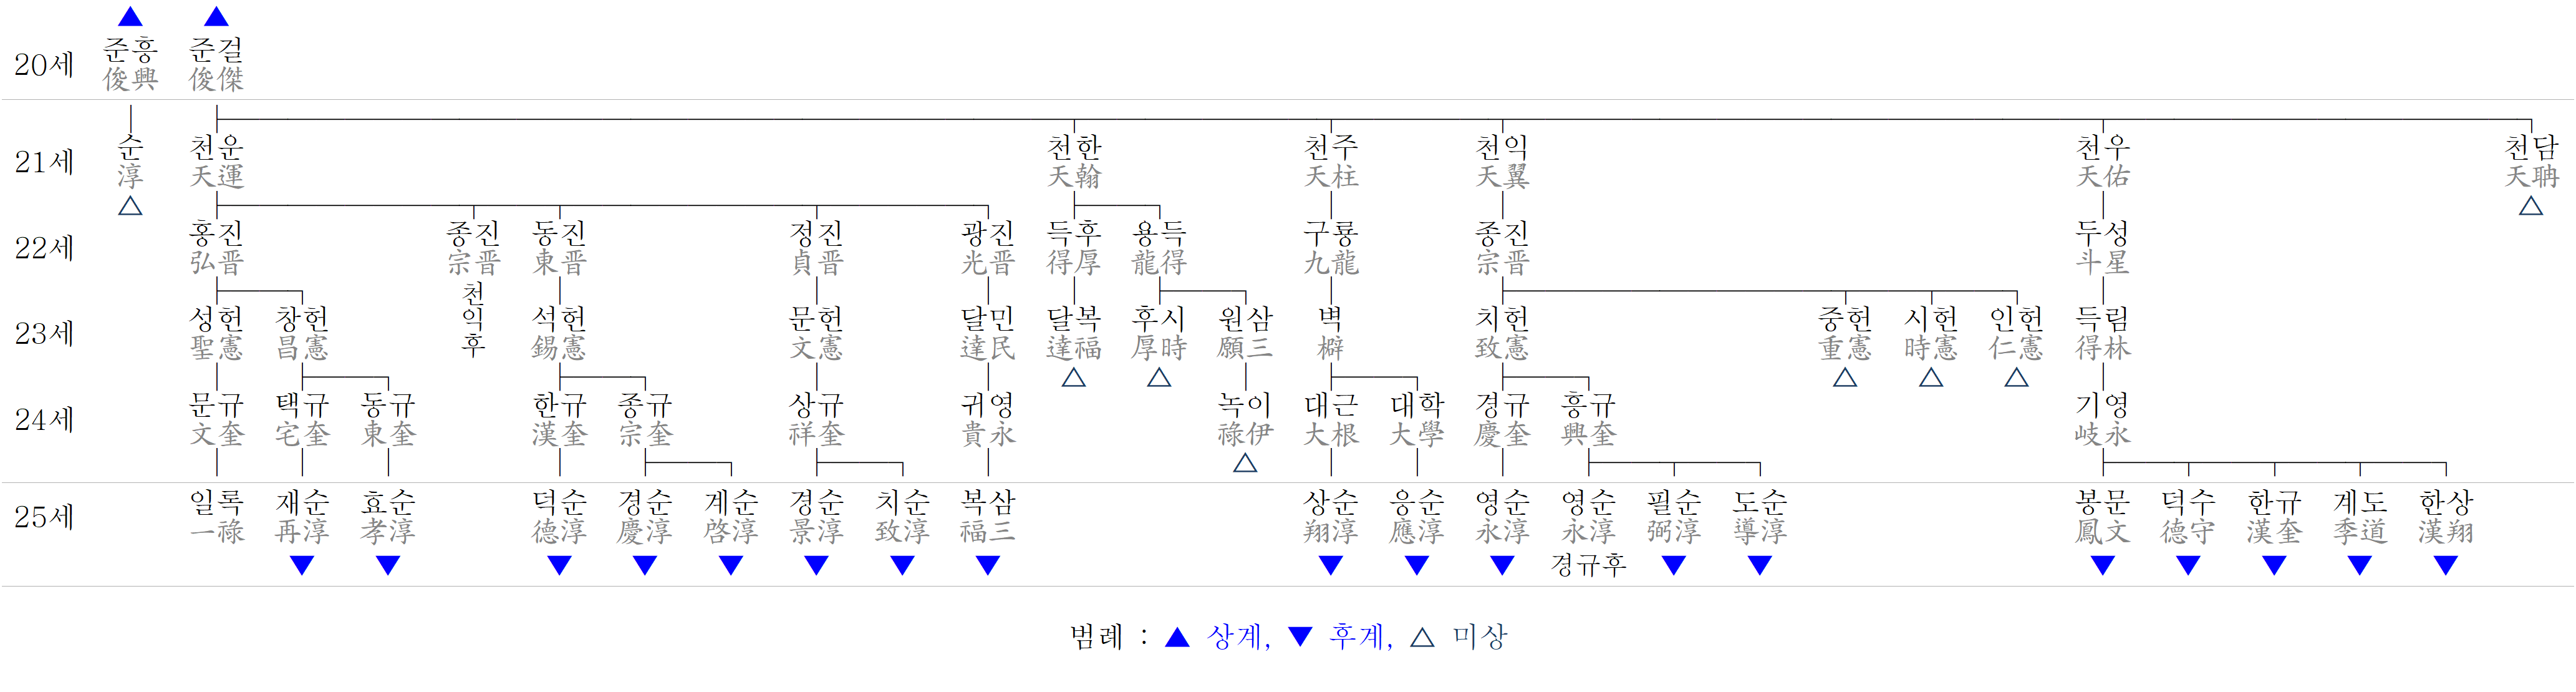 ▲ ▲
20세 준흥 준걸
俊興 俊傑
21세 순 천운 천한 천주 천익 천우 천담
淳 天運 天翰 天柱 天翼 天佑 天聃
△ △
22세 홍진 종진 동진 정진 광진 득후 용득 구룡 종진 두성
弘晋 宗晋 東晋 貞晋 光晋 得厚 龍得 九龍 宗晋 斗星
천익후
23세 성헌 창헌 석헌 문헌 달민 달복 후시 원삼 벽 치헌 중헌 시헌 인헌 득림
聖憲 昌憲 錫憲 文憲 達民 達福 厚時 願三 檘 致憲 重憲 時憲 仁憲 得林
△ △ △ △ △
24세 문규 택규 동규 한규 종규 상규 귀영 녹이 대근 대학 경규 흥규 기영
文奎 宅奎 東奎 漢奎 宗奎 祥奎 貴永 祿伊 大根 大學 慶奎 興奎 岐永
△
25세 일록 재순 효순 덕순 경순 계순 경순 치순 복삼 상순 응순 영순 영순 필순 도순 봉문 덕수 한규 계도 한상
一祿 再淳 孝淳 德淳 慶淳 啓淳 景淳 致淳 福三 翔淳 應淳 永淳 永淳 弼淳 導淳 鳳文 德守 漢奎 季道 漢翔
▼ ▼ ▼ ▼ ▼ ▼ ▼ ▼ ▼ ▼ ▼ 경규후 ▼ ▼ ▼ ▼ ▼ ▼ ▼
범례 : ▲ 상계, ▼ 후계, △ 미상